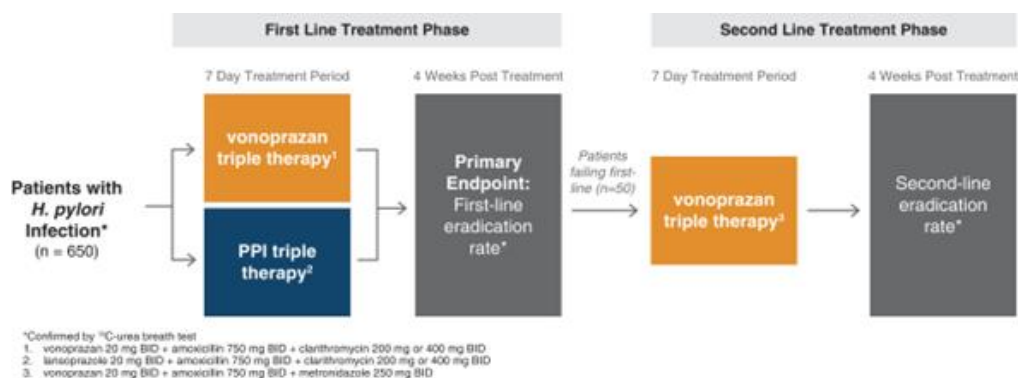 First Line Treatment Phase
Second Line Treatment Phase
7 Day Treatment Period
4 Weeks Post Treatment
7 Day Treatment Period
4 Weeks Post Treatment
Patients with
H. pylori
Infection*
(n = 650)
vonoprazan
triple therapy1
PPI triple
therapy2
Primary
Endpoint:
First-line
eradication
rate*
Patients
failing first-
line (n=50)
vonoprazan
triple therapy3
Second-line
eradication
rate*
*Confirmed by 13C-urea breath test
1. vonoprazan 20 mg BID + amoxicillin 750 mg BID + clarithromycin 200 mg or 400 mg BID
2. lansoprazole 20 mg BID + amoxicillin 750 mg BID + clarithromycin 200 mg or 400 mg BID
3. vonoprazan 20 mg BID + amoxicillin 750 mg BID + metronidazole 250 mg BID